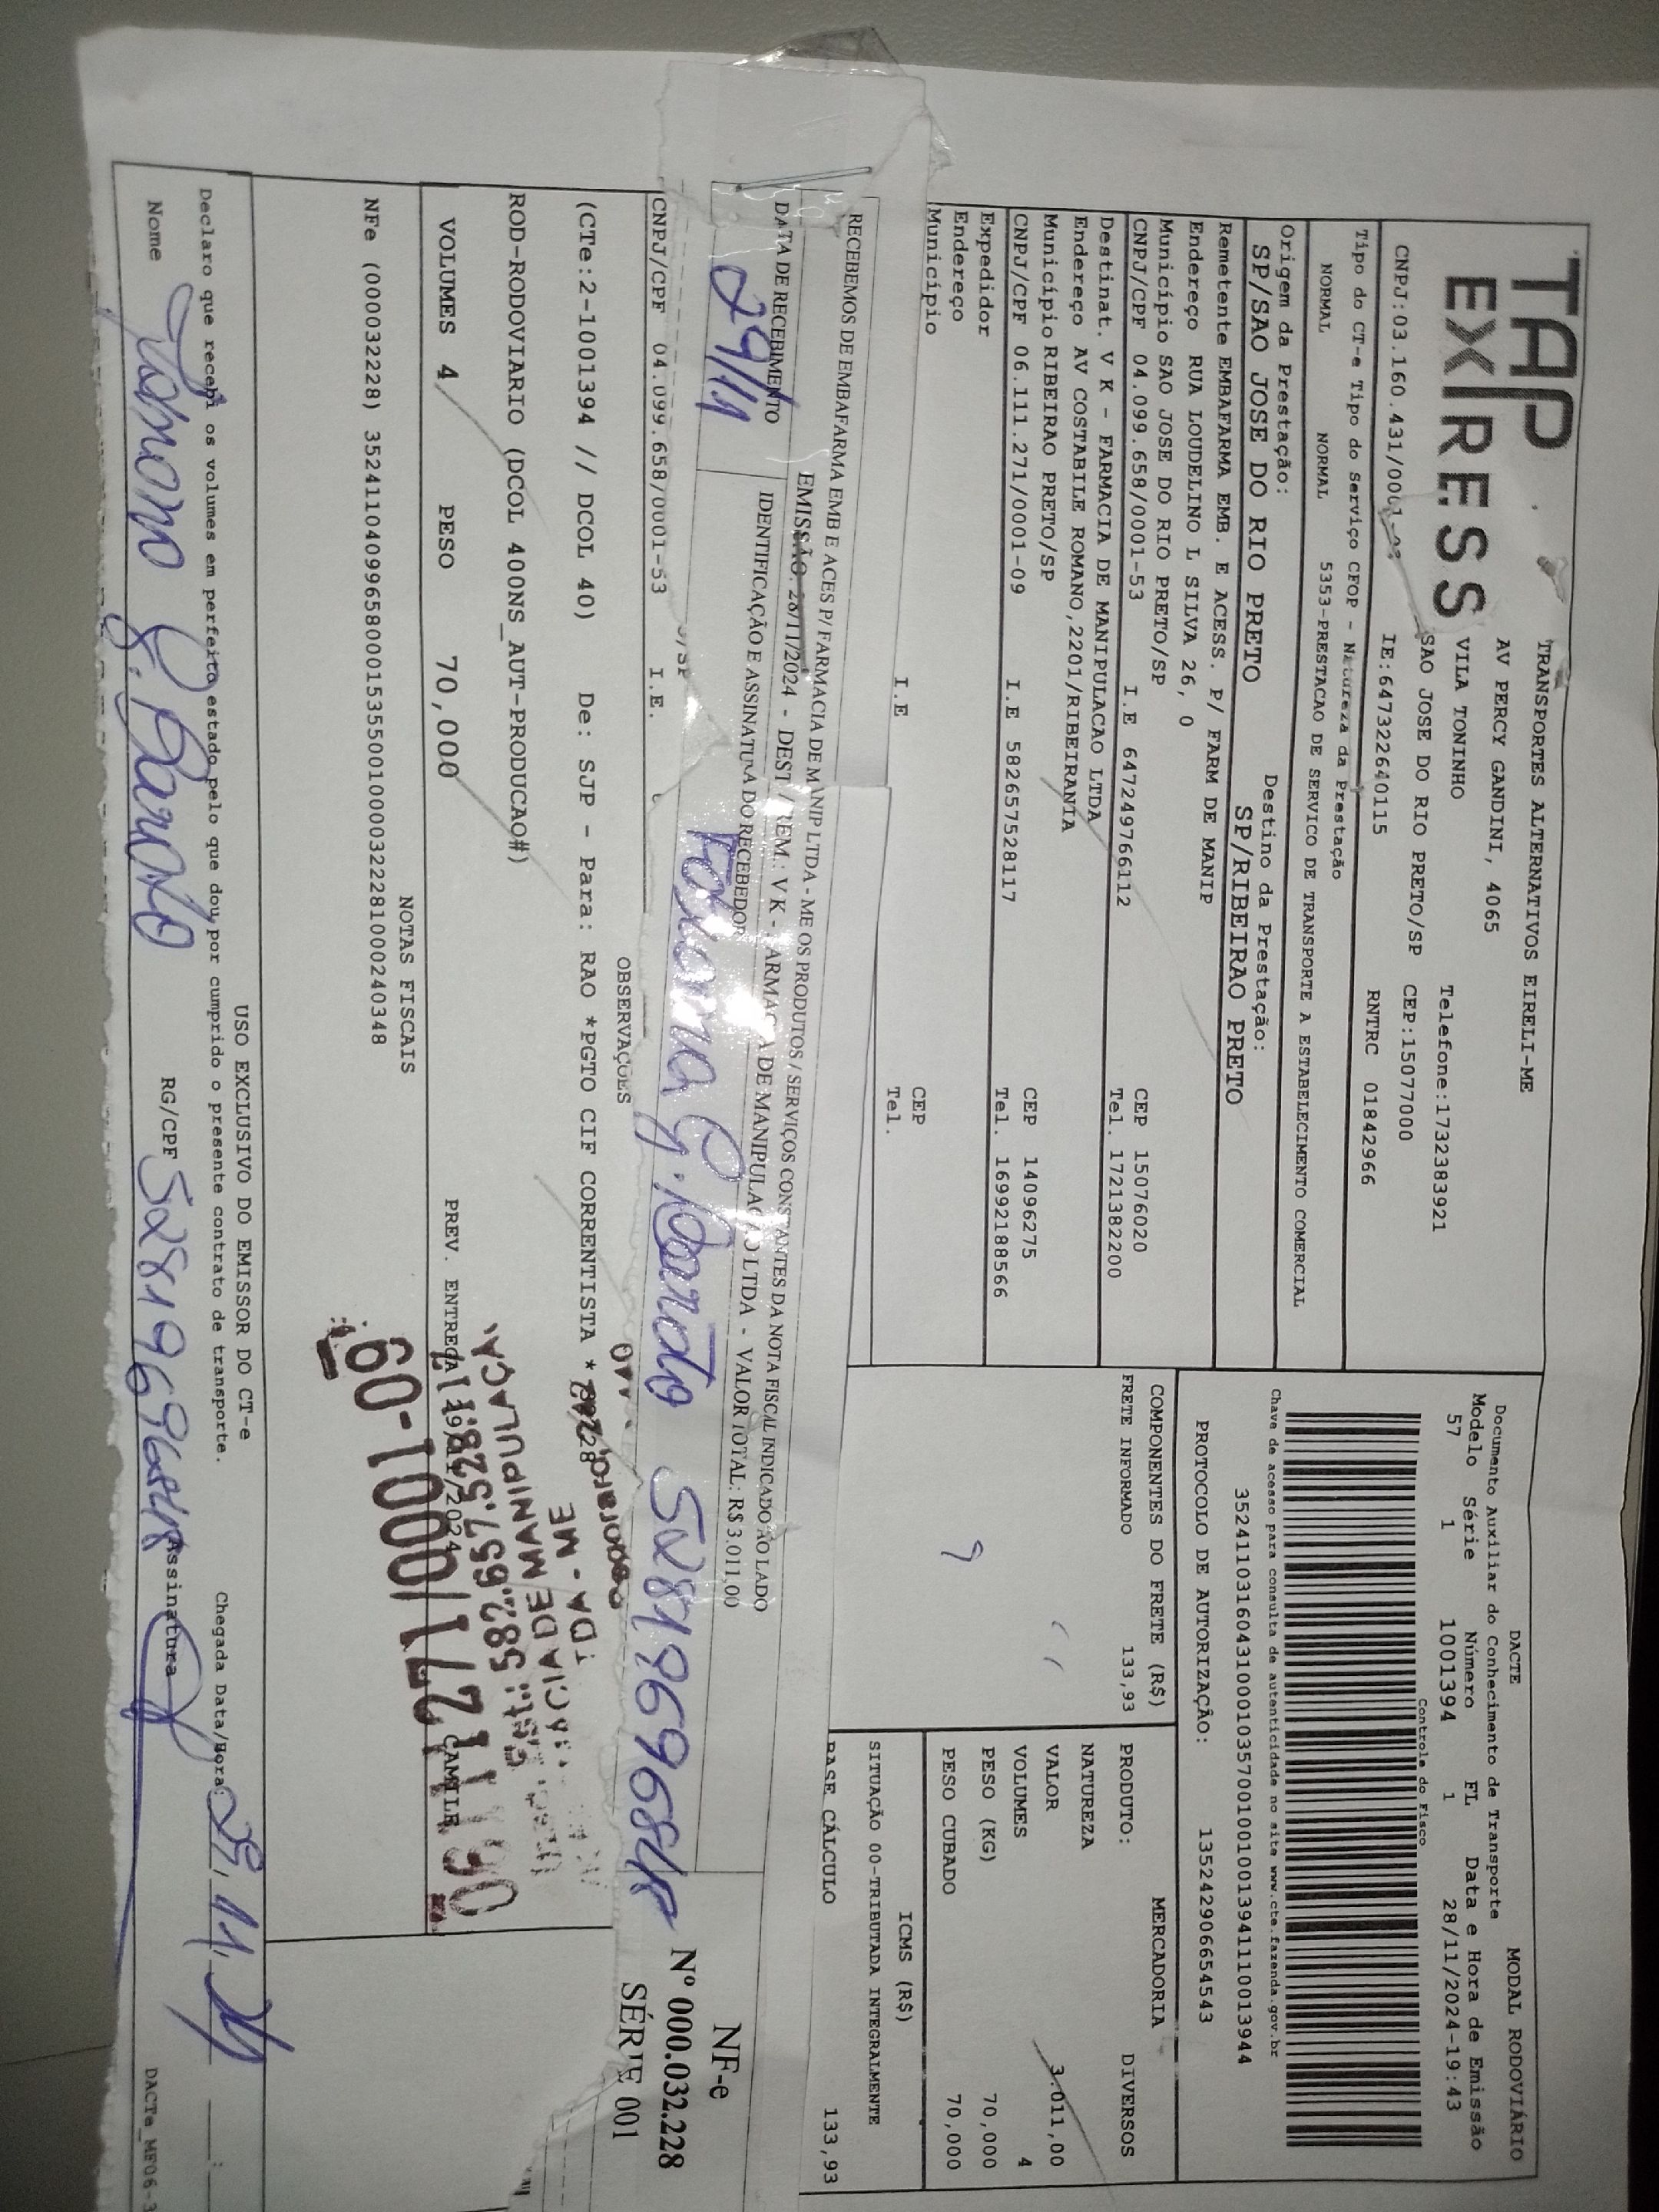 TAP
EXPRESS
TRANSPORTES ALTERNATIVOS EIRELI-ME
AV PERCY GANDINI, 4065
VILA TONINHO Telefone:1732383921
SAO JOSE DO RIO PRETO/SP CEP:15077000
CNPJ:03.160.431/0001-03 IE:647322640115 RNTRC 01842966
Tipo do CT-e Tipo do Serviço CFOP - Natureza da Prestação
NORMAL NORMAL 5353-PRESTACAO DE SERVICO DE TRANSPORTE A ESTABELECIMENTO COMERCIAL
Origem da Prestação: Destino da Prestação:
SP/SAO JOSE DO RIO PRETO SP/RIBEIRAO PRETO
Remetente EMBAFARMA EMB. E ACESS. P/ FARM DE MANIP
Endereço RUA LOUDELINO L SILVA 26, 0
Município SAO JOSE DO RIO PRETO/SP CEP 15076020
CNPJ/CPF 04.099.658/0001-53 I.E 647249766112 Tel. 1721382200
Destinat. V K - FARMACIA DE MANIPULACAO LTDA
Endereço AV COSTABILE ROMANO,2201/RIBEIRANIA
Município RIBEIRAO PRETO/SP CEP 14096275
CNPJ/CPF 06.111.271/0001-09 I.E 582657528117 Tel. 16992188566
Expedidor
Endereço
Município CEP
I.E Tel.
DACTE MODAL RODOVIÁRIO
Documento Auxiliar do Conhecimento de Transporte
Modelo Série Número FL Data e Hora de Emissão
57 1 1001394 1 28/11/2024-19:43
Controle do Fisco
Chave de acesso para consulta de autenticidade no site www.cte.fazenda.gov.br
35241103160431000103570010010013941110013944
PROTOCOLO DE AUTORIZAÇÃO: 135242906654543
COMPONENTES DO FRETE (R$)
FRETE INFORMADO 133,93
MERCADORIA
PRODUTO: DIVERSOS
NATUREZA
VALOR 3.011,00
VOLUMES 4
PESO (KG) 70,000
PESO CUBADO 70,000
ICMS (R$)
SITUAÇÃO 00-TRIBUTADA INTEGRALMENTE
BASE CÁLCULO 133,93
RECEBEMOS DE EMBAFARMA EMB E ACES P/ FARMACIA DE MANIP LTDA - ME OS PRODUTOS / SERVIÇOS CONSTANTES DA NOTA FISCAL INDICADO AO LADO
EMISSÃO: 28/11/2024 - DEST / REM.: V K - FARMACIA DE MANIPULACAO LTDA - VALOR TOTAL: R$ 3.011,00
DATA DE RECEBIMENTO IDENTIFICAÇÃO E ASSINATURA DO RECEBEDOR
29/11
NF-e
Nº 000.032.228
SÉRIE 001
CNPJ/CPF 04.099.658/0001-53 I.E.
OBSERVAÇÕES
(CTe:2-1001394 // DCOL 40) De: SJP - Para: RAO *PGTO CIF CORRENTISTA *
ROD-RODOVIARIO (DCOL 400NS_AUT-PRODUCAO#)
VOLUMES 4 PESO 70,000 PREV. ENTREGA CAMILE
06.111.271/0001-09
582.657.528.117
TDA - ME
NOTAS FISCAIS
NFe (000032228) 35241104099658000153550010000322281000240348
USO EXCLUSIVO DO EMISSOR DO CT-e
Declaro que recebi os volumes em perfeito estado pelo que dou por cumprido o presente contrato de transporte. Chegada Data/Hora:
Nome RG/CPF Assinatura